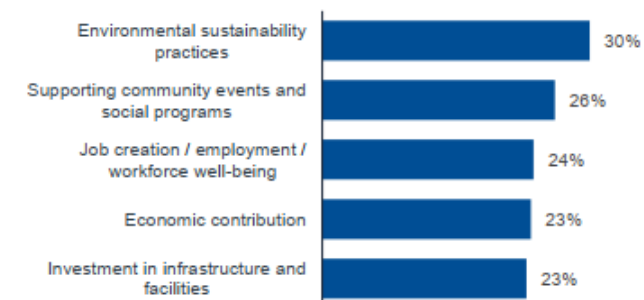 Environmental sustainability
practices
30%
Supporting community events and
social programs
26%
Job creation / employment /
workforce well-being
24%
Economic contribution
23%
Investment in infrastructure and
facilities
23%